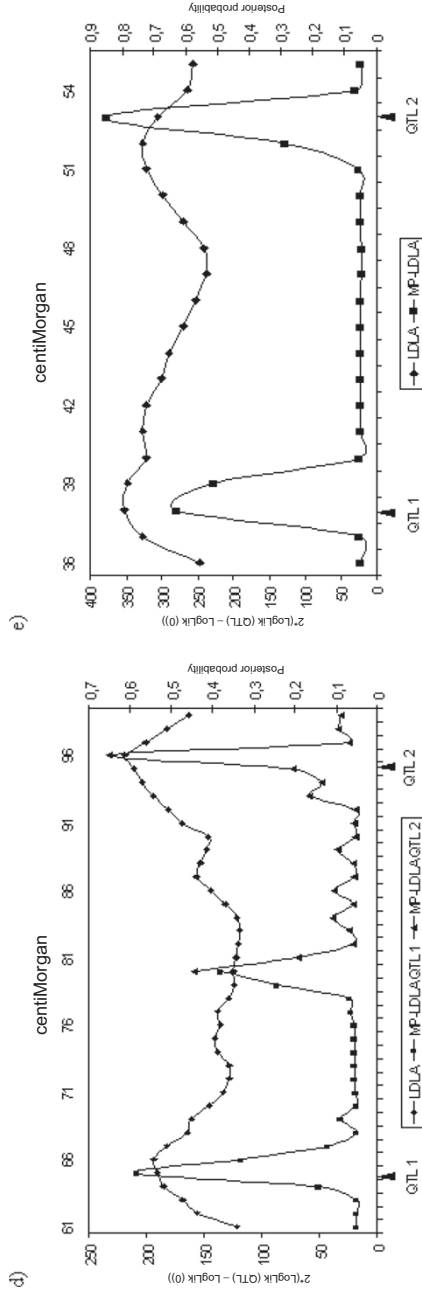 d)
centiMorgan
61 66 71 76 81 86 91 96
250
200
150
100
50
0
2*(LogLik (QTL) – LogLik (0))
0,7
0,6
0,5
0,4
0,3
0,2
0,1
0
Posterior probability
QTL 1
QTL 2
LDLA MP-LDLAQTL 1 MP-LDLAQTL 2
e)
centiMorgan
36 39 42 45 48 51 54
400
350
300
250
200
150
100
50
0
2*(LogLik (QTL) – LogLik (0))
0,9
0,8
0,7
0,6
0,5
0,4
0,3
0,2
0,1
0
Posterior probability
QTL 1
QTL 2
LDLA MP-LDLA